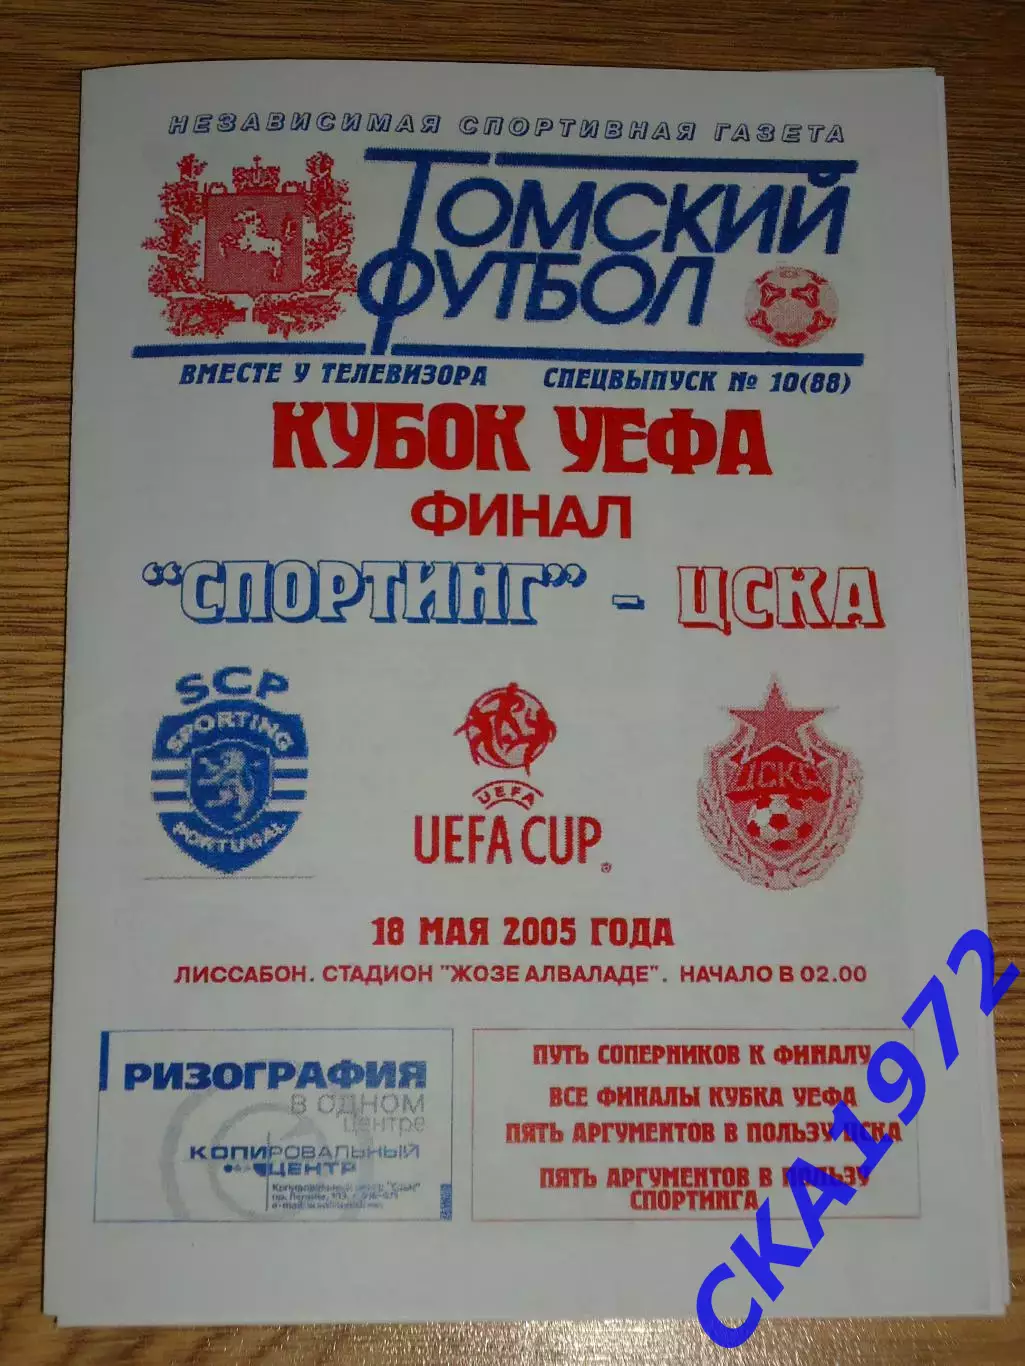 НЕЗАВИСИМАЯ СПОРТИВНАЯ ГАЗЕТА
ТОМСКИЙ
ФУТБОЛ
ВМЕСТЕ У ТЕЛЕВИЗОРА СПЕЦВЫПУСК № 10(88)
КУБОК УЕФА
ФИНАЛ
“СПОРТИНГ” - ЦСКА
SCP
SPORTING
PORTUGAL
UEFA
UEFA CUP®
ЦСКА
18 МАЯ 2005 ГОДА
ЛИССАБОН. СТАДИОН "ЖОЗЕ АЛВАЛАДЕ". НАЧАЛО В 02.00
РИЗОГРАФИЯ
В ОДНОМ
центре
КОПИРОВАЛЬНЫЙ
ЦЕНТР
Копировальный центр
ПУТЬ СОПЕРНИКОВ К ФИНАЛУ
ВСЕ ФИНАЛЫ КУБКА УЕФА
ПЯТЬ АРГУМЕНТОВ В ПОЛЬЗУ ЦСКА
ПЯТЬ АРГУМЕНТОВ В ПОЛЬЗУ
СПОРТИНГА
СКА1972